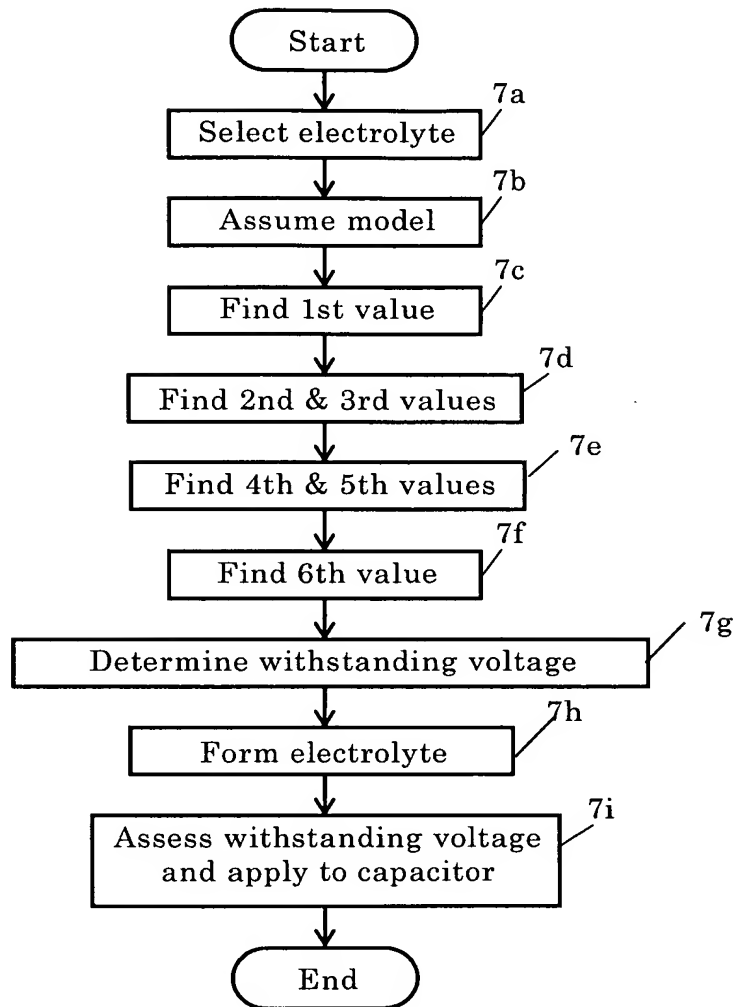 Start
7a
Select electrolyte
7b
Assume model
7c
Find 1st value
7d
Find 2nd & 3rd values
7e
Find 4th & 5th values
7f
Find 6th value
7g
Determine withstanding voltage
7h
Form electrolyte
7i
Assess withstanding voltage
and apply to capacitor
End